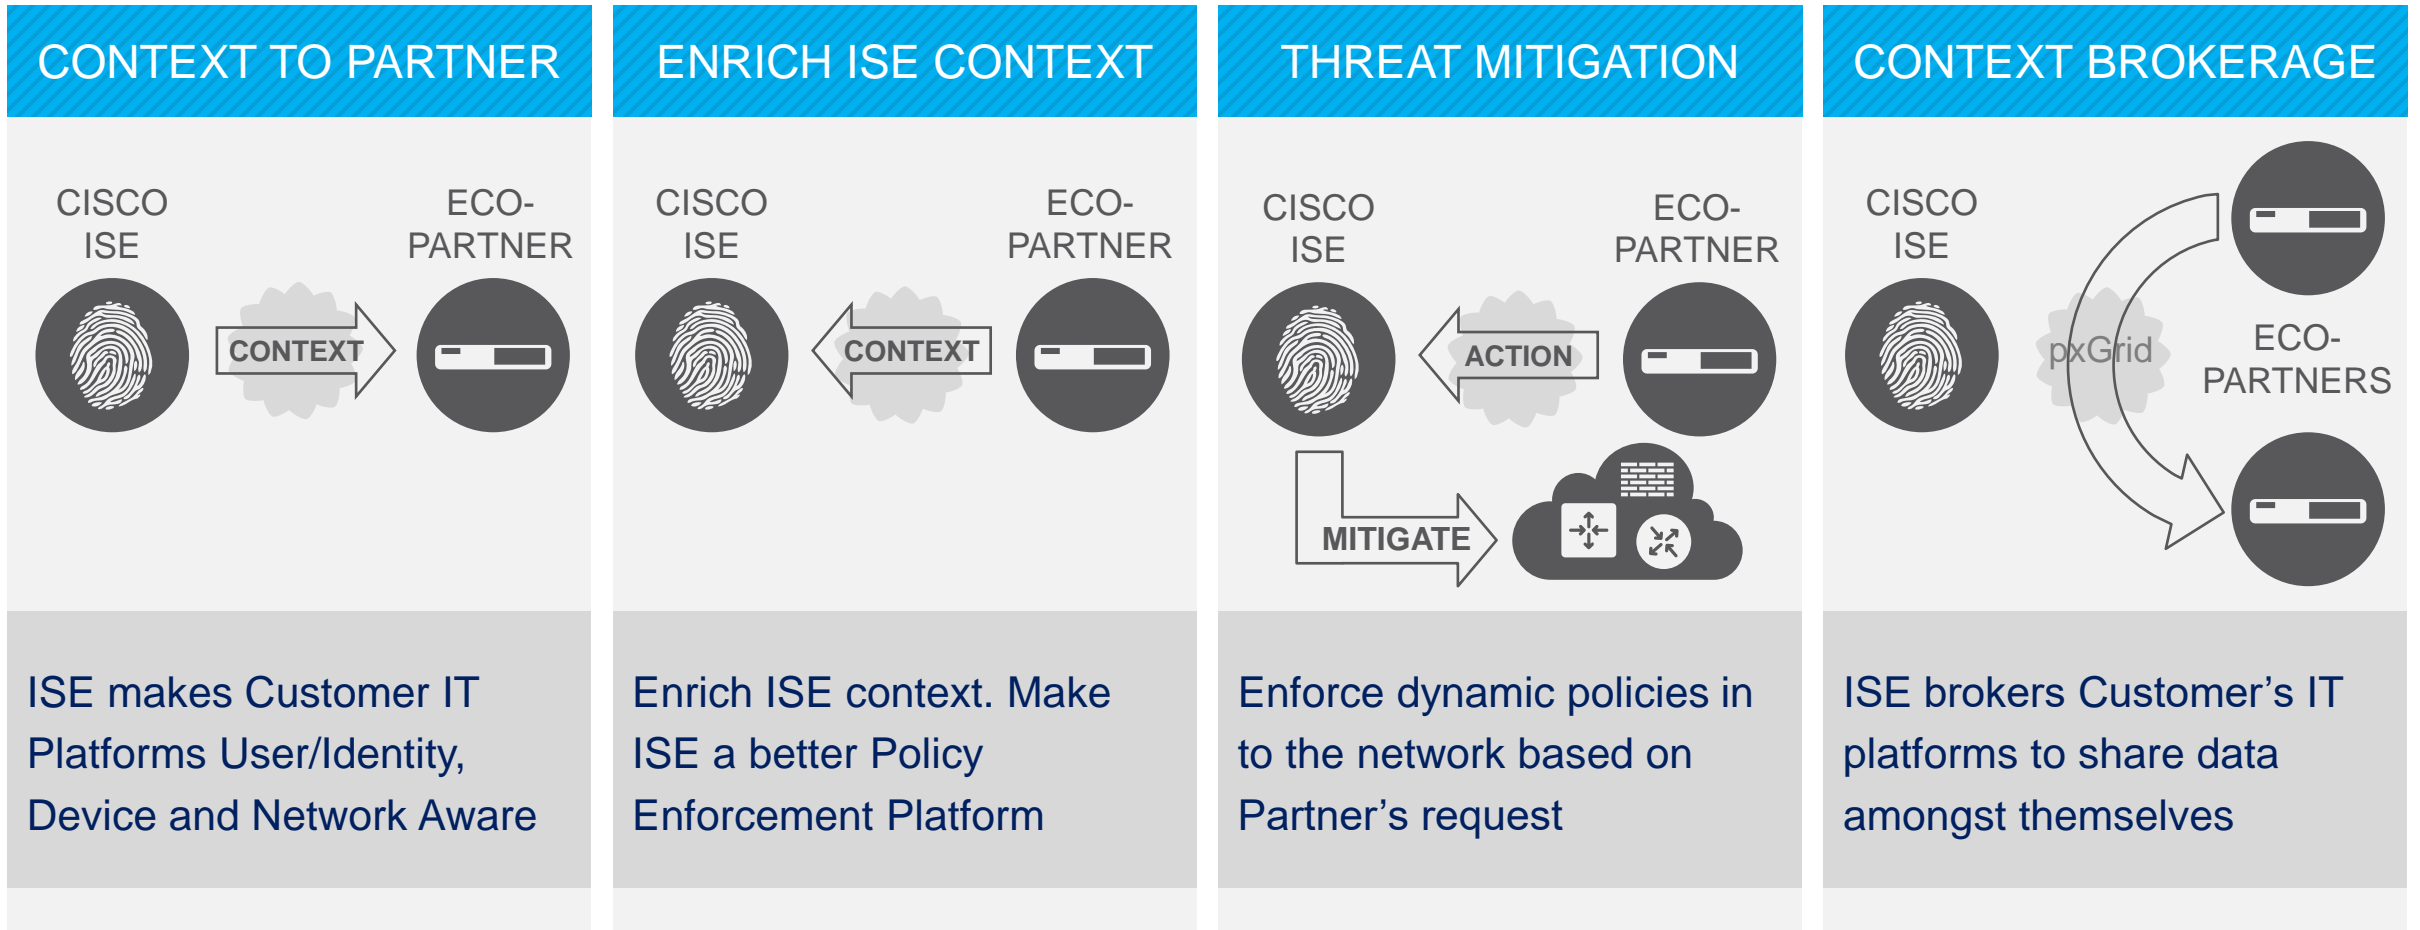 CONTEXT TO PARTNER
CISCO
ISE
ECO-
PARTNER
CONTEXT
ISE makes Customer IT
Platforms User/Identity,
Device and Network Aware
ENRICH ISE CONTEXT
CISCO
ISE
ECO-
PARTNER
CONTEXT
Enrich ISE context. Make
ISE a better Policy
Enforcement Platform
THREAT MITIGATION
CISCO
ISE
ECO-
PARTNER
ACTION
MITIGATE
Enforce dynamic policies in
to the network based on
Partner’s request
CONTEXT BROKERAGE
CISCO
ISE
pxGrid
ECO-
PARTNERS
ISE brokers Customer’s IT
platforms to share data
amongst themselves